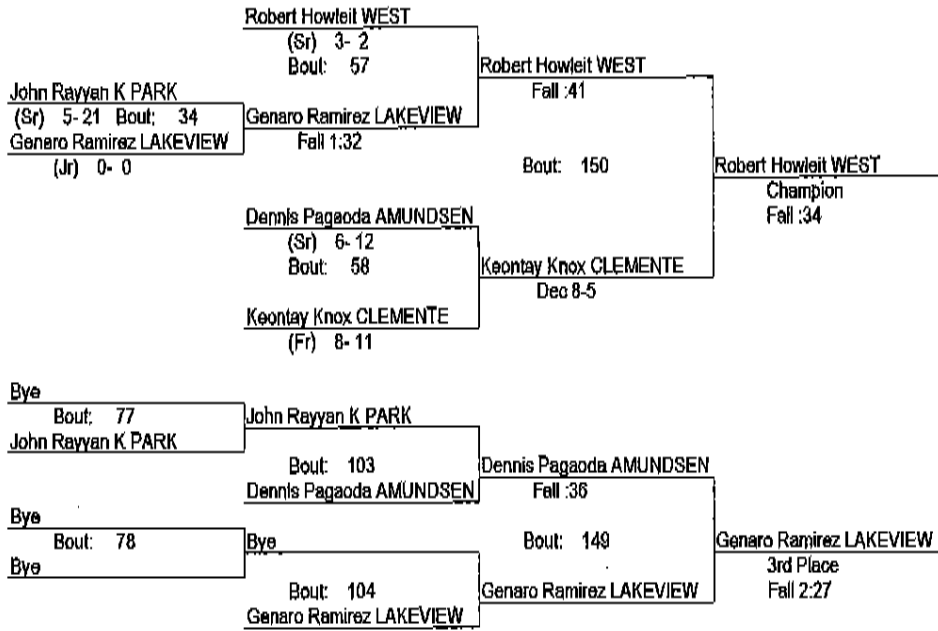 Robert Howleit WEST
(Sr) 3- 2
Bout: 57
Robert Howleit WEST
Fall :41
John Rayyan K PARK
(Sr) 5-21 Bout: 34
Genaro Ramirez LAKEVIEW
Genaro Ramirez LAKEVIEW
Fall 1:32
(Jr) 0- 0
Bout: 150
Robert Howleit WEST
Champion
Fall :34
Dennis Pagaoda AMUNDSEN
(Sr) 6- 12
Bout: 58
Keontay Knox CLEMENTE
Dec 8-5
Keontay Knox CLEMENTE
(Fr) 8- 11
Bye
Bout: 77
John Rayyan K PARK
John Rayyan K PARK
Bout: 103
Dennis Pagaoda AMUNDSEN
Dennis Pagaoda AMUNDSEN
Fall :36
Bye
Bout: 78
Bye
Bye
Bout: 149
Genaro Ramirez LAKEVIEW
3rd Place
Fall 2:27
Bout: 104
Genaro Ramirez LAKEVIEW
Genaro Ramirez LAKEVIEW